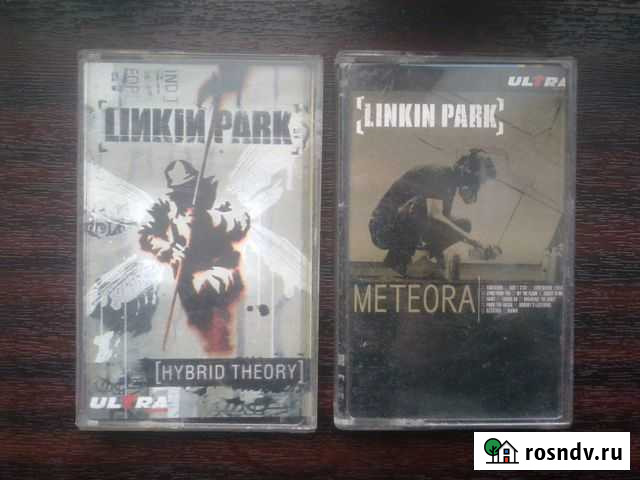 [LINKIN PARK]
[HYBRID THEORY]
ULTRA
ULTRA
[LINKIN PARK]
METEORA
rosndv.ru